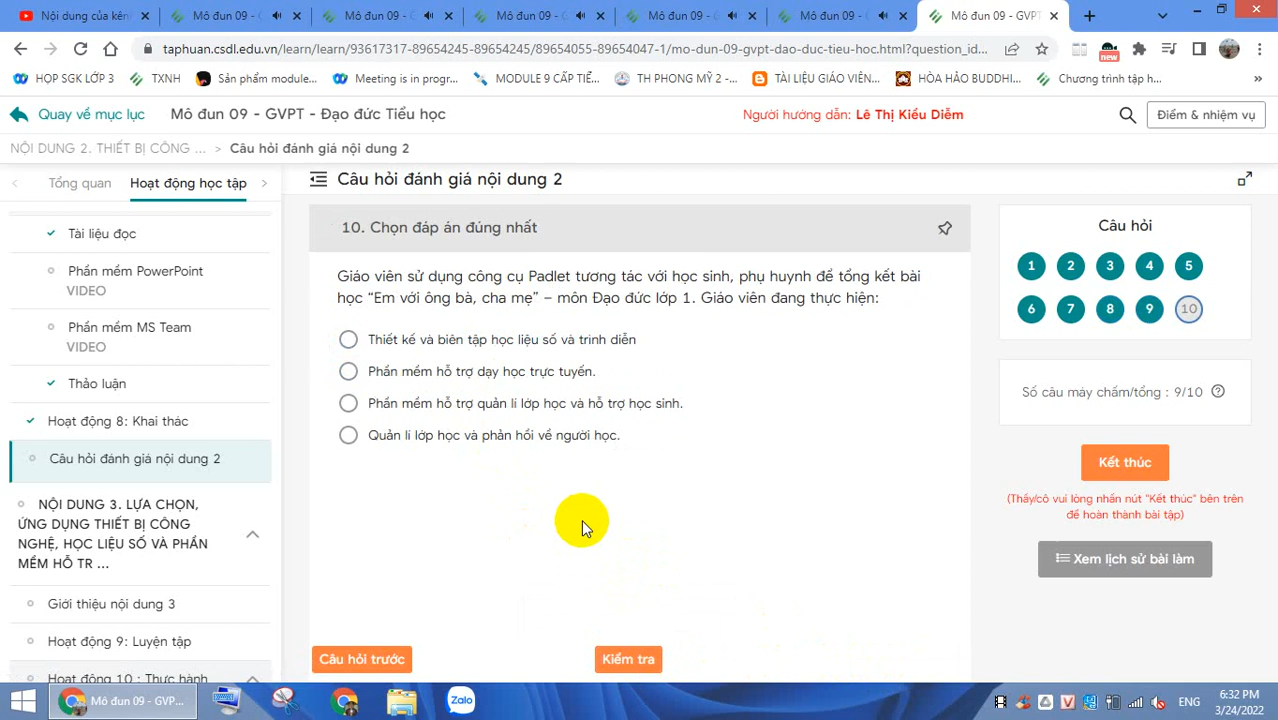 Nội dung của kênh
Mô đun 09 - G
Mô đun 09 -
Mô đun 09 - G
Mô đun 09 - G
Mô đun 09 -
Mô đun 09 - GVPT
taphuan.csdl.edu.vn/learn/learn/93617317-89654245-89654245/89654055-89654047-1/mo-dun-09-gvpt-dao-duc-tieu-hoc.html?question_id...
new
HỌP SGK LỚP 3
TXNH
Sản phẩm module...
Meeting is in progr...
MODULE 9 CẤP TIỂ...
TH PHONG MỸ 2 -...
TÀI LIỆU GIÁO VIÊN...
HÒA HẢO BUDDHI...
Chương trình tập h...
»
Quay về mục lục
Mô đun 09 - GVPT - Đạo đức Tiểu học
Người hướng dẫn: Lê Thị Kiều Diễm
Điểm & nhiệm vụ
NỘI DUNG 2. THIẾT BỊ CÔNG ... > Câu hỏi đánh giá nội dung 2
Tổng quan
Hoạt động học tập
Tài liệu đọc
Phần mềm PowerPoint
VIDEO
Phần mềm MS Team
VIDEO
Thảo luận
Hoạt động 8: Khai thác
Câu hỏi đánh giá nội dung 2
NỘI DUNG 3. LỰA CHỌN,
ỨNG DỤNG THIẾT BỊ CÔNG
NGHỆ, HỌC LIỆU SỐ VÀ PHẦN
MỀM HỖ TR ...
Giới thiệu nội dung 3
Hoạt động 9: Luyện tập
Hoạt động 10 : Thực hành
Câu hỏi đánh giá nội dung 2
10. Chọn đáp án đúng nhất
Giáo viên sử dụng công cụ Padlet tương tác với học sinh, phụ huynh để tổng kết bài
học “Em với ông bà, cha mẹ” – môn Đạo đức lớp 1. Giáo viên đang thực hiện:
Thiết kế và biên tập học liệu số và trình diễn
Phần mềm hỗ trợ dạy học trực tuyến.
Phần mềm hỗ trợ quản lí lớp học và hỗ trợ học sinh.
Quản lí lớp học và phản hồi về người học.
Câu hỏi trước
Kiểm tra
Câu hỏi
1 2 3 4 5
6 7 8 9 10
Số câu máy chấm/tổng : 9/10
Kết thúc
(Thầy/cô vui lòng nhấn nút "Kết thúc" bên trên
để hoàn thành bài tập)
Xem lịch sử bài làm
Mô đun 09 - GVP...
Zalo
ENG
6:32 PM
3/24/2022